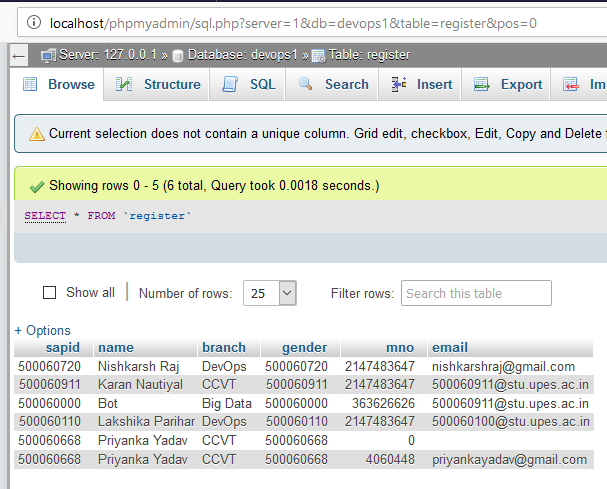 localhost/phpmyadmin/sql.php?server=1&db=devops1&table=register&pos=0
Server: 127.0.0.1 » Database: devops1 » Table: register
Browse Structure SQL Search Insert Export Im
Current selection does not contain a unique column. Grid edit, checkbox, Edit, Copy and Delete f
Showing rows 0 - 5 (6 total, Query took 0.0018 seconds.)
SELECT * FROM `register`
Show all | Number of rows: 25 Filter rows: Search this table
+ Options
sapid name branch gender mno email
500060720 Nishkarsh Raj DevOps 500060720 2147483647 nishkarshraj@gmail.com
500060911 Karan Nautiyal CCVT 500060911 2147483647 500060911@stu.upes.ac.in
500060000 Bot Big Data 500060000 363626626 500060000@stu.upes.ac.in
500060110 Lakshika Parihar DevOps 500060110 2147483647 500060100@stu.upes.ac.in
500060668 Priyanka Yadav CCVT 500060668 0
500060668 Priyanka Yadav CCVT 500060668 4060448 priyankayadav@gmail.com